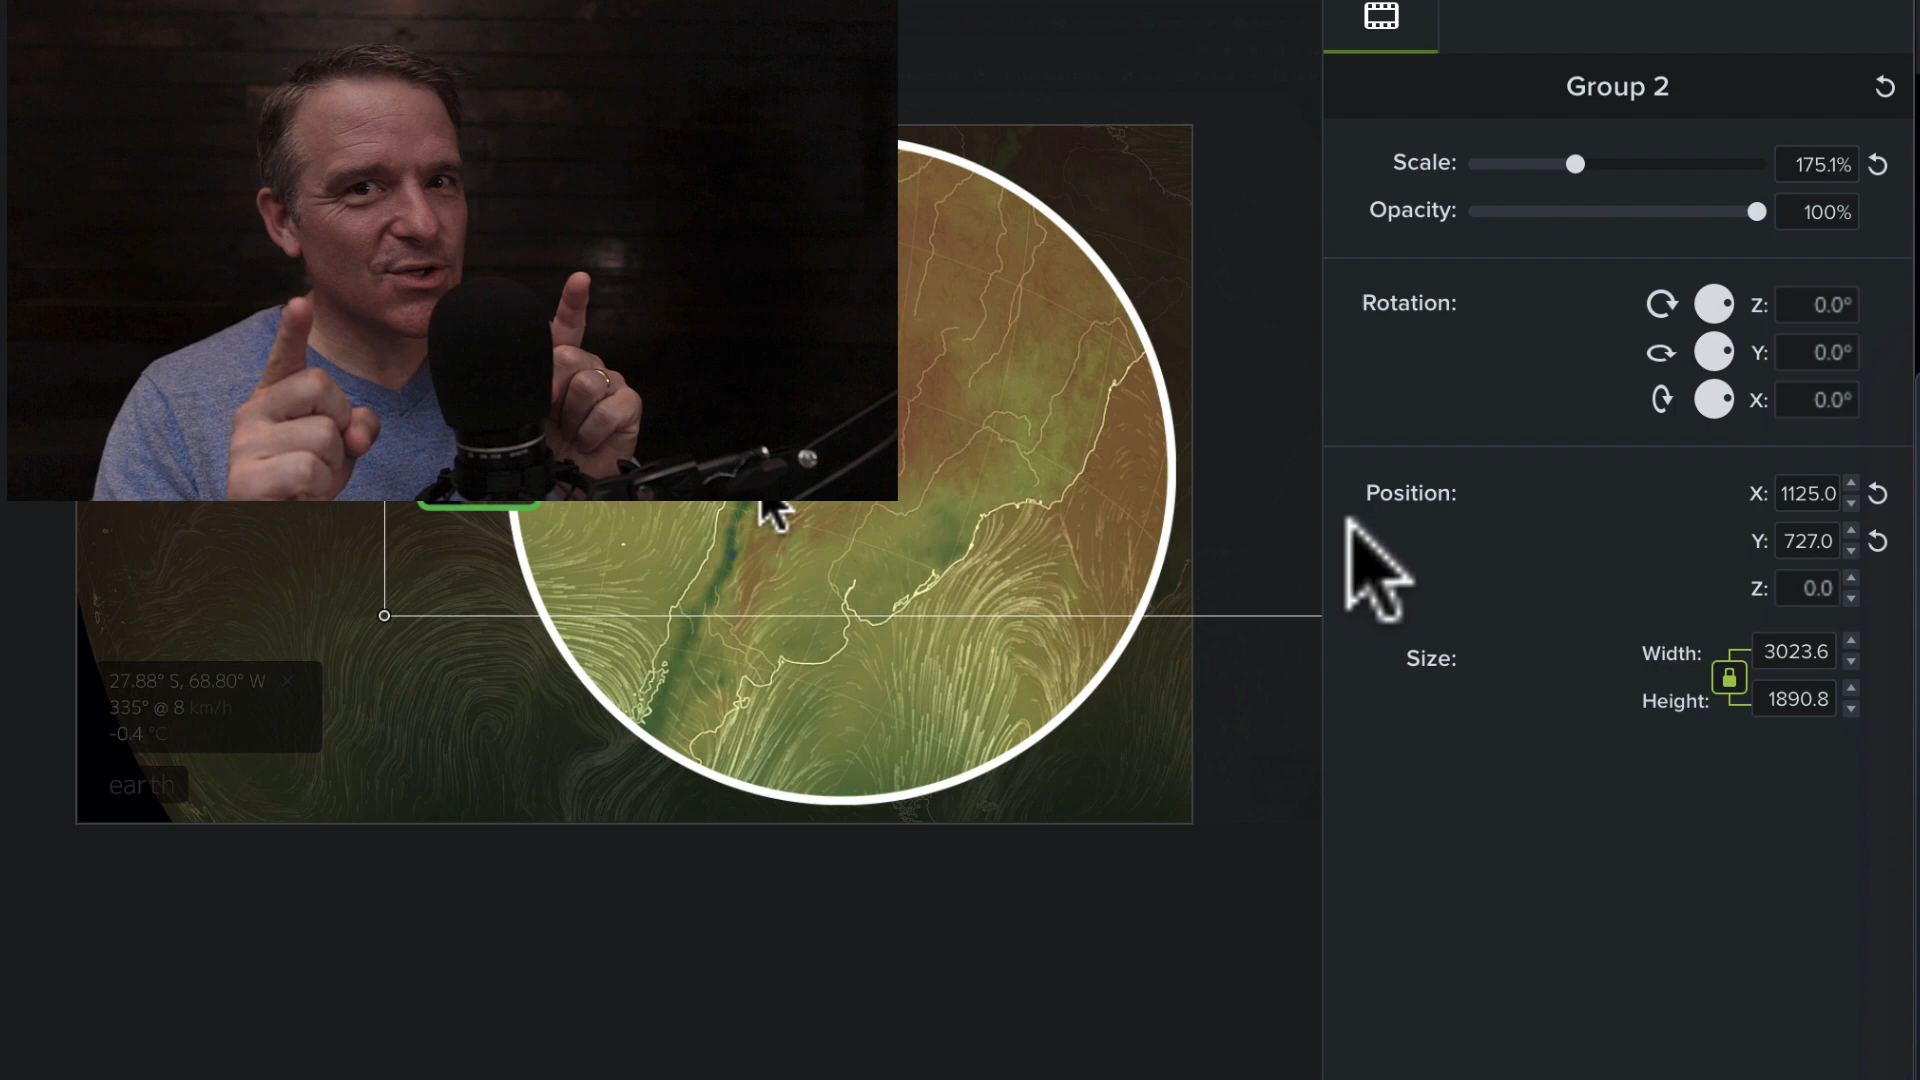 Group 2
Scale: 175.1%
Opacity: 100%
Rotation: Z: 0.0°
Y: 0.0°
X: 0.0°
Position: X: 1125.0
Y: 727.0
Z: 0.0
Size: Width: 3023.6
Height: 1890.8
27.88° S, 68.80° W ×
335° @ 8 km/h
-0.4 °C
earth